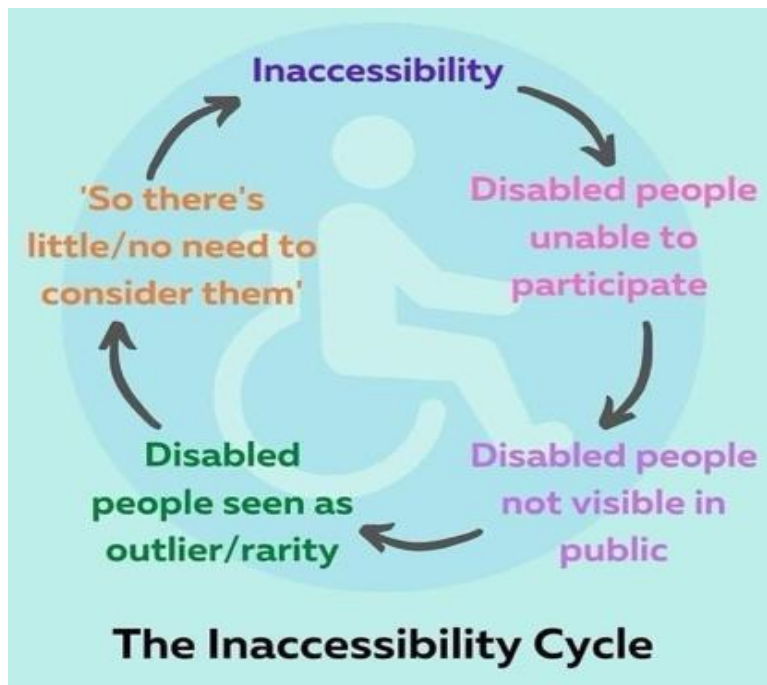 Inaccessibility
Disabled people
unable to
participate
Disabled people
not visible in
public
Disabled
people seen as
outlier/rarity
'So there's
little/no need to
consider them'
The Inaccessibility Cycle